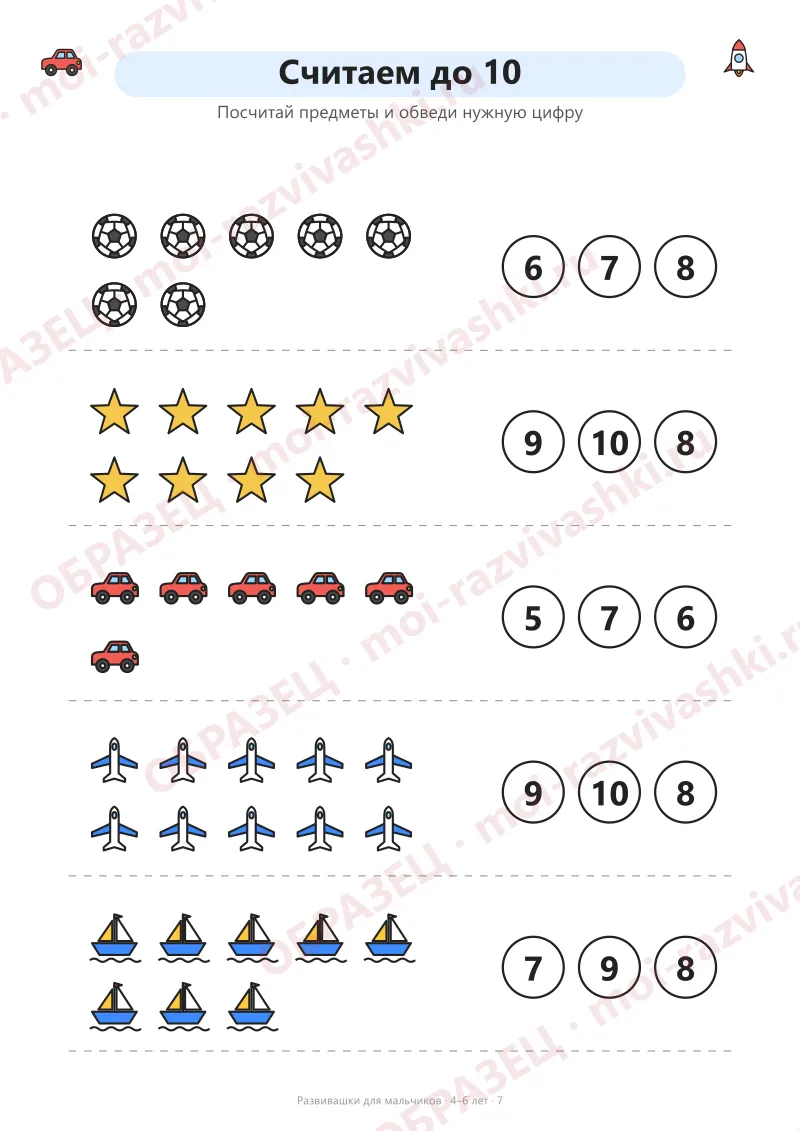 Считаем до 10
Посчитай предметы и обведи нужную цифру
6 7 8
9 10 8
5 7 6
9 10 8
7 9 8
Развивашки для мальчиков · 4–6 лет · 7
ОБРАЗЕЦ · moi-razvivashki.ru